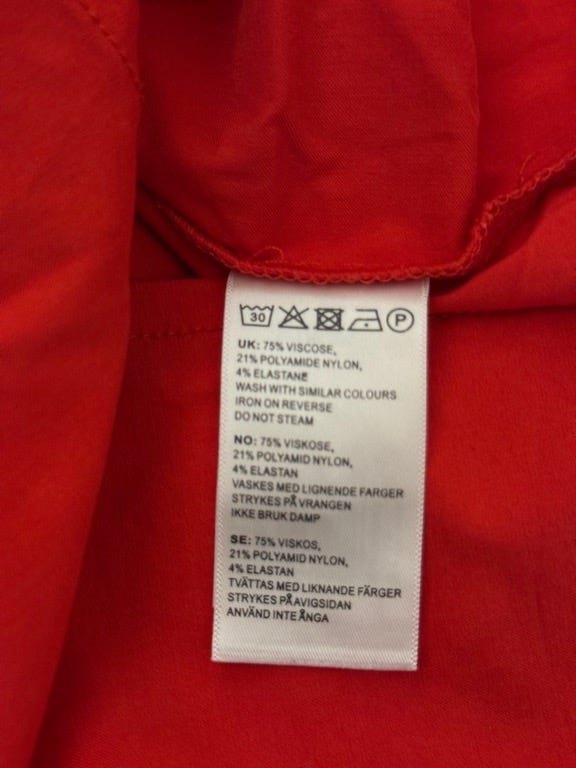 30 P
UK: 75% VISCOSE,
21% POLYAMIDE NYLON,
4% ELASTANE
WASH WITH SIMILAR COLOURS
IRON ON REVERSE
DO NOT STEAM
NO: 75% VISKOSE,
21% POLYAMID NYLON,
4% ELASTAN
VASKES MED LIGNENDE FARGER
STRYKES PÅ VRANGEN
IKKE BRUK DAMP
SE: 75% VISKOS,
21% POLYAMID NYLON,
4% ELASTAN
TVÄTTAS MED LIKNANDE FÄRGER
STRYKES PÅ AVIGSIDAN
ANVÄND INTE ÅNGA